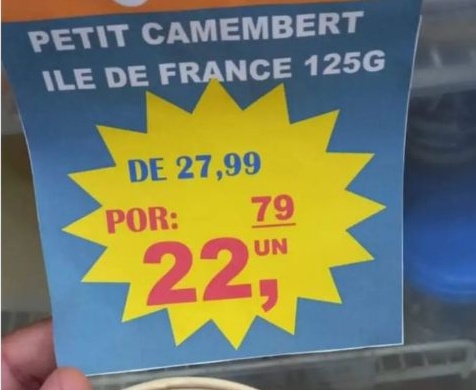 PETIT CAMEMBERT
ILE DE FRANCE 125G
DE 27,99
POR:
22,79
UN